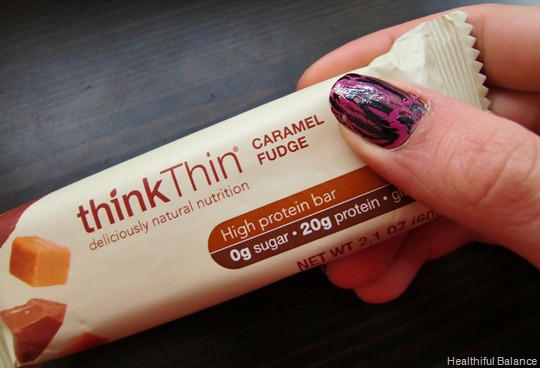 thinkThin®
deliciously natural nutrition
CARAMEL
FUDGE
High protein bar
0g sugar • 20g protein •
NET WT 2.1 OZ
Healthiful Balance